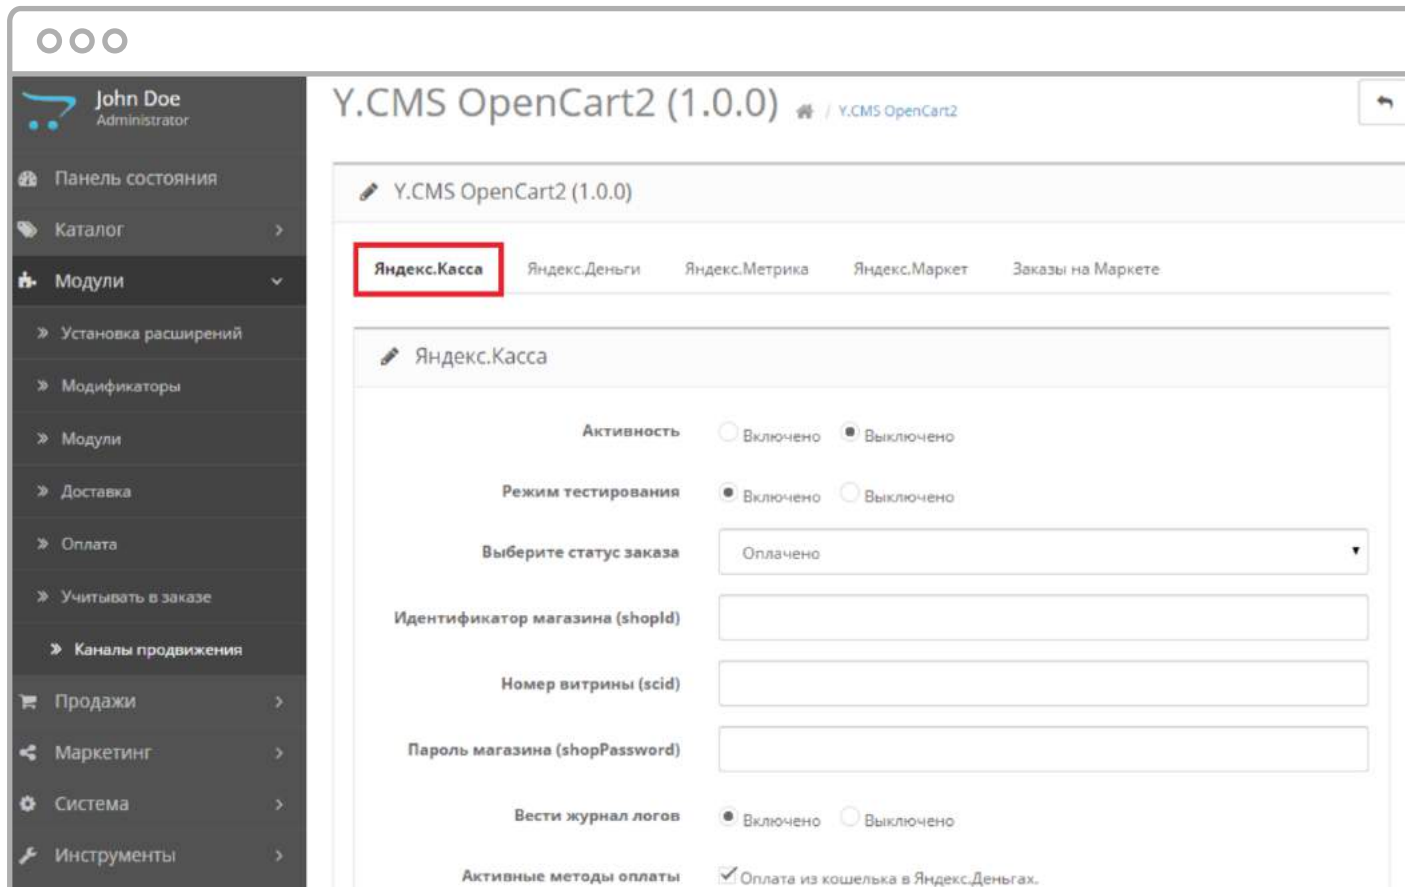 John Doe
Administrator
Панель состояния
Каталог
Модули
Установка расширений
Модификаторы
Модули
Доставка
Оплата
Учитывать в заказе
Каналы продвижения
Продажи
Маркетинг
Система
Инструменты
Y.CMS OpenCart2 (1.0.0) / Y.CMS OpenCart2
Y.CMS OpenCart2 (1.0.0)
Яндекс.Касса Яндекс.Деньги Яндекс.Метрика Яндекс.Маркет Заказы на Маркете
Яндекс.Касса
Активность Включено Выключено
Режим тестирования Включено Выключено
Выберите статус заказа Оплачено
Идентификатор магазина (shopId)
Номер витрины (scid)
Пароль магазина (shopPassword)
Вести журнал логов Включено Выключено
Активные методы оплаты Оплата из кошелька в Яндекс.Деньгах.